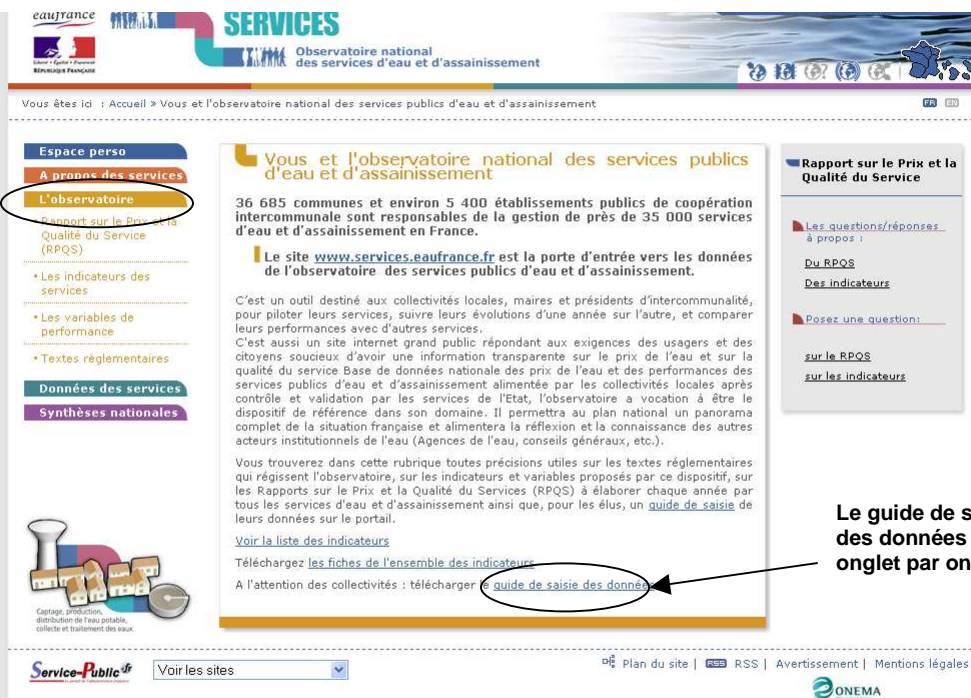 eaufrance
SERVICES
Observatoire national
des services d'eau et d'assainissement
Liberté • Égalité • Fraternité
RÉPUBLIQUE FRANÇAISE
Vous êtes ici : Accueil » Vous et l'observatoire national des services publics d'eau et d'assainissement
FR EN
Espace perso
A propos des services
L'observatoire
• Rapport sur le Prix et la
Qualité du Service
(RPQS)
• Les indicateurs des
services
• Les variables de
performance
• Textes règlementaires
Données des services
Synthèses nationales
Captage, production,
distribution de l'eau potable,
collecte et traitement des eaux
Vous et l'observatoire national des services publics
d'eau et d'assainissement
36 685 communes et environ 5 400 établissements publics de coopération
intercommunale sont responsables de la gestion de près de 35 000 services
d'eau et d'assainissement en France.
Le site www.services.eaufrance.fr est la porte d'entrée vers les données
de l'observatoire des services publics d'eau et d'assainissement.
C'est un outil destiné aux collectivités locales, maires et présidents d'intercommunalité,
pour piloter leurs services, suivre leurs évolutions d'une année sur l'autre, et comparer
leurs performances avec d'autres services.
C'est aussi un site internet grand public répondant aux exigences des usagers et des
citoyens soucieux d'avoir une information transparente sur le prix de l'eau et sur la
qualité du service Base de données nationale des prix de l'eau et des performances des
services publics d'eau et d'assainissement alimentée par les collectivités locales après
contrôle et validation par les services de l'Etat, l'observatoire a vocation à être le
dispositif de référence dans son domaine. Il permettra au plan national un panorama
complet de la situation française et alimentera la réflexion et la connaissance des autres
acteurs institutionnels de l'eau (Agences de l'eau, conseils généraux, etc.).
Vous trouverez dans cette rubrique toutes précisions utiles sur les textes réglementaires
qui régissent l'observatoire, sur les indicateurs et variables proposés par ce dispositif, sur
les Rapports sur le Prix et la Qualité du Services (RPQS) à élaborer chaque année par
tous les services d'eau et d'assainissement ainsi que, pour les élus, un guide de saisie de
leurs données sur le portail.
Voir la liste des indicateurs
Téléchargez les fiches de l'ensemble des indicateurs
A l'attention des collectivités : télécharger le guide de saisie des données
Rapport sur le Prix et la
Qualité du Service
Les questions/réponses
à propos :
Du RPQS
Des indicateurs
Posez une question:
sur le RPQS
sur les indicateurs
Le guide de s
des données
onglet par on
Service-Public.fr
Voir les sites
Plan du site | RSS RSS | Avertissement | Mentions légales
ONEMA